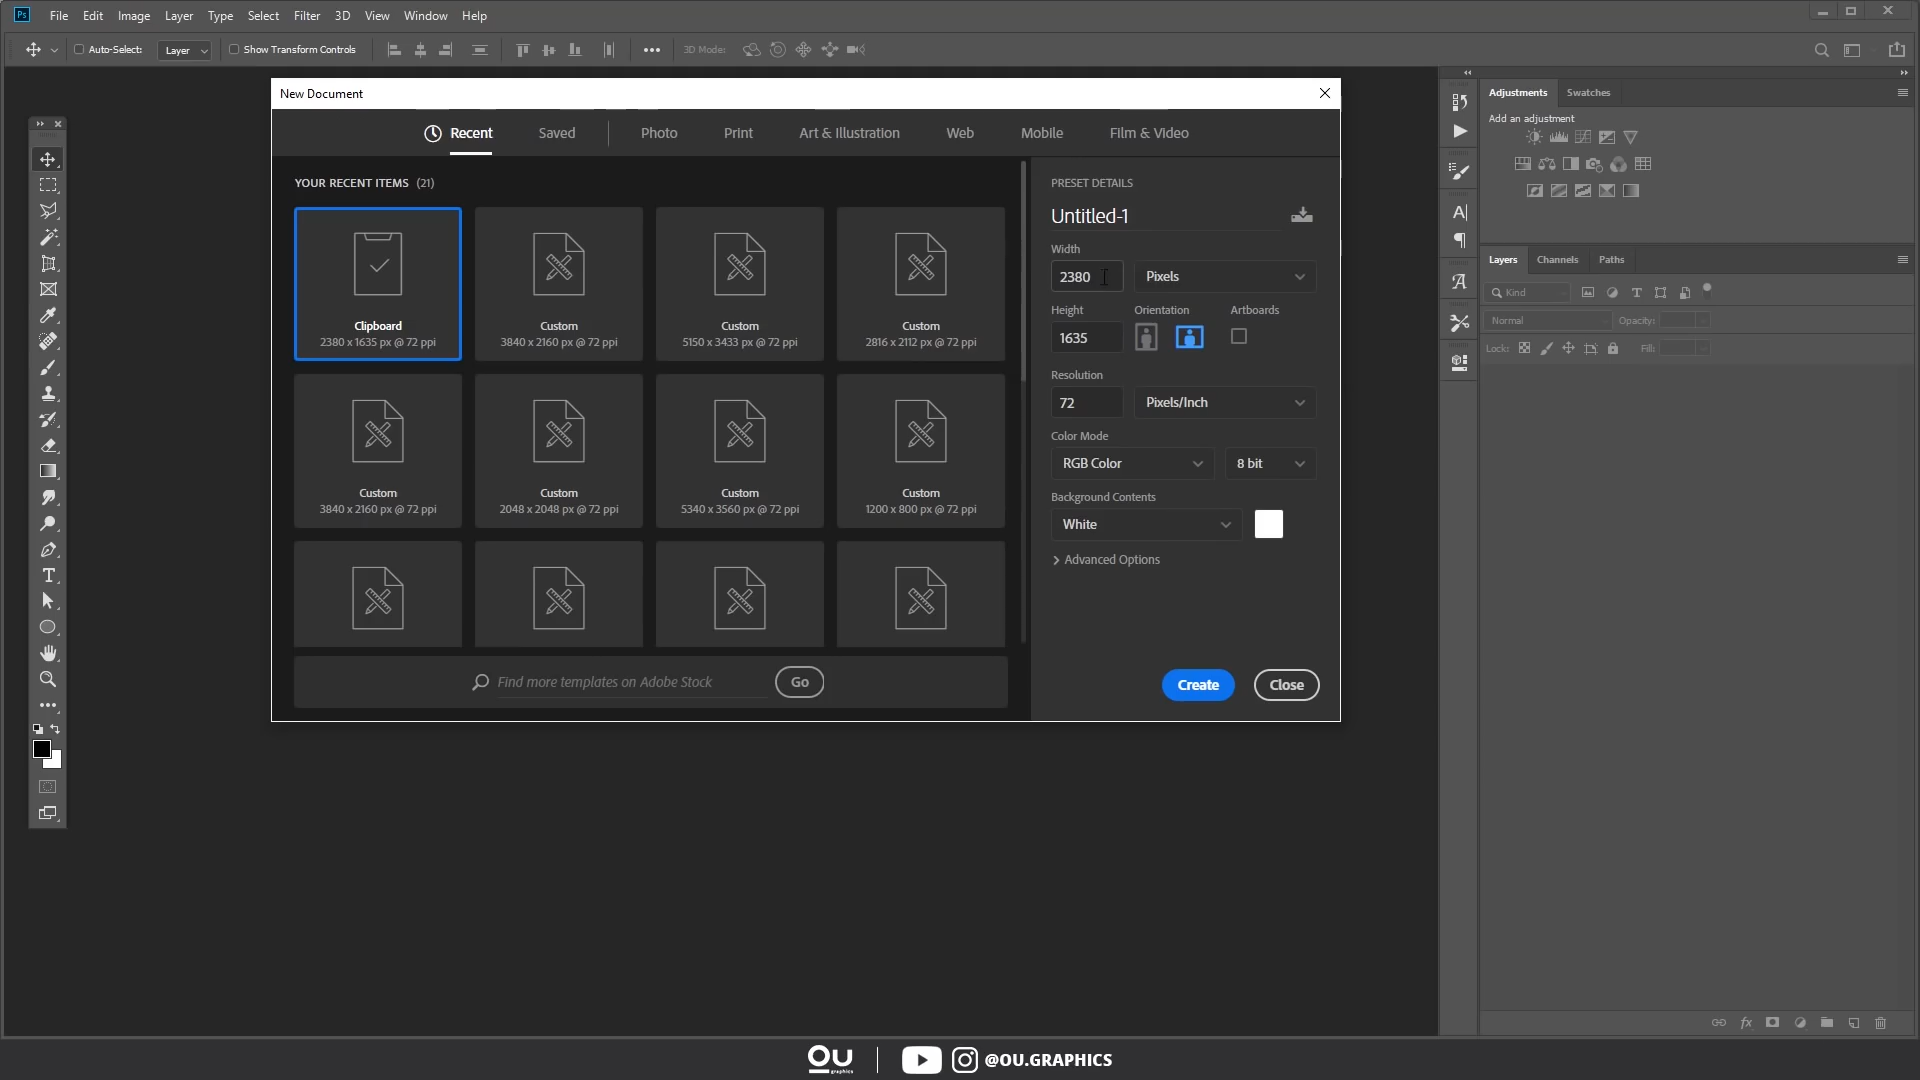 Ps File Edit Image Layer Type Select Filter 3D View Window Help
Auto-Select: Layer Show Transform Controls 3D Mode:
New Document
Recent Saved Photo Print Art & Illustration Web Mobile Film & Video
YOUR RECENT ITEMS (21)
Clipboard
2380 x 1635 px @ 72 ppi
Custom
3840 x 2160 px @ 72 ppi
Custom
5150 x 3433 px @ 72 ppi
Custom
2816 x 2112 px @ 72 ppi
Custom
3840 x 2160 px @ 72 ppi
Custom
2048 x 2048 px @ 72 ppi
Custom
5340 x 3560 px @ 72 ppi
Custom
1200 x 800 px @ 72 ppi
Find more templates on Adobe Stock Go
PRESET DETAILS
Untitled-1
Width
2380 Pixels
Height Orientation Artboards
1635
Resolution
72 Pixels/Inch
Color Mode
RGB Color 8 bit
Background Contents
White
Advanced Options
Create Close
Adjustments Swatches
Add an adjustment
Layers Channels Paths
Kind
Normal Opacity:
Lock: Fill:
OU graphics @OU.GRAPHICS